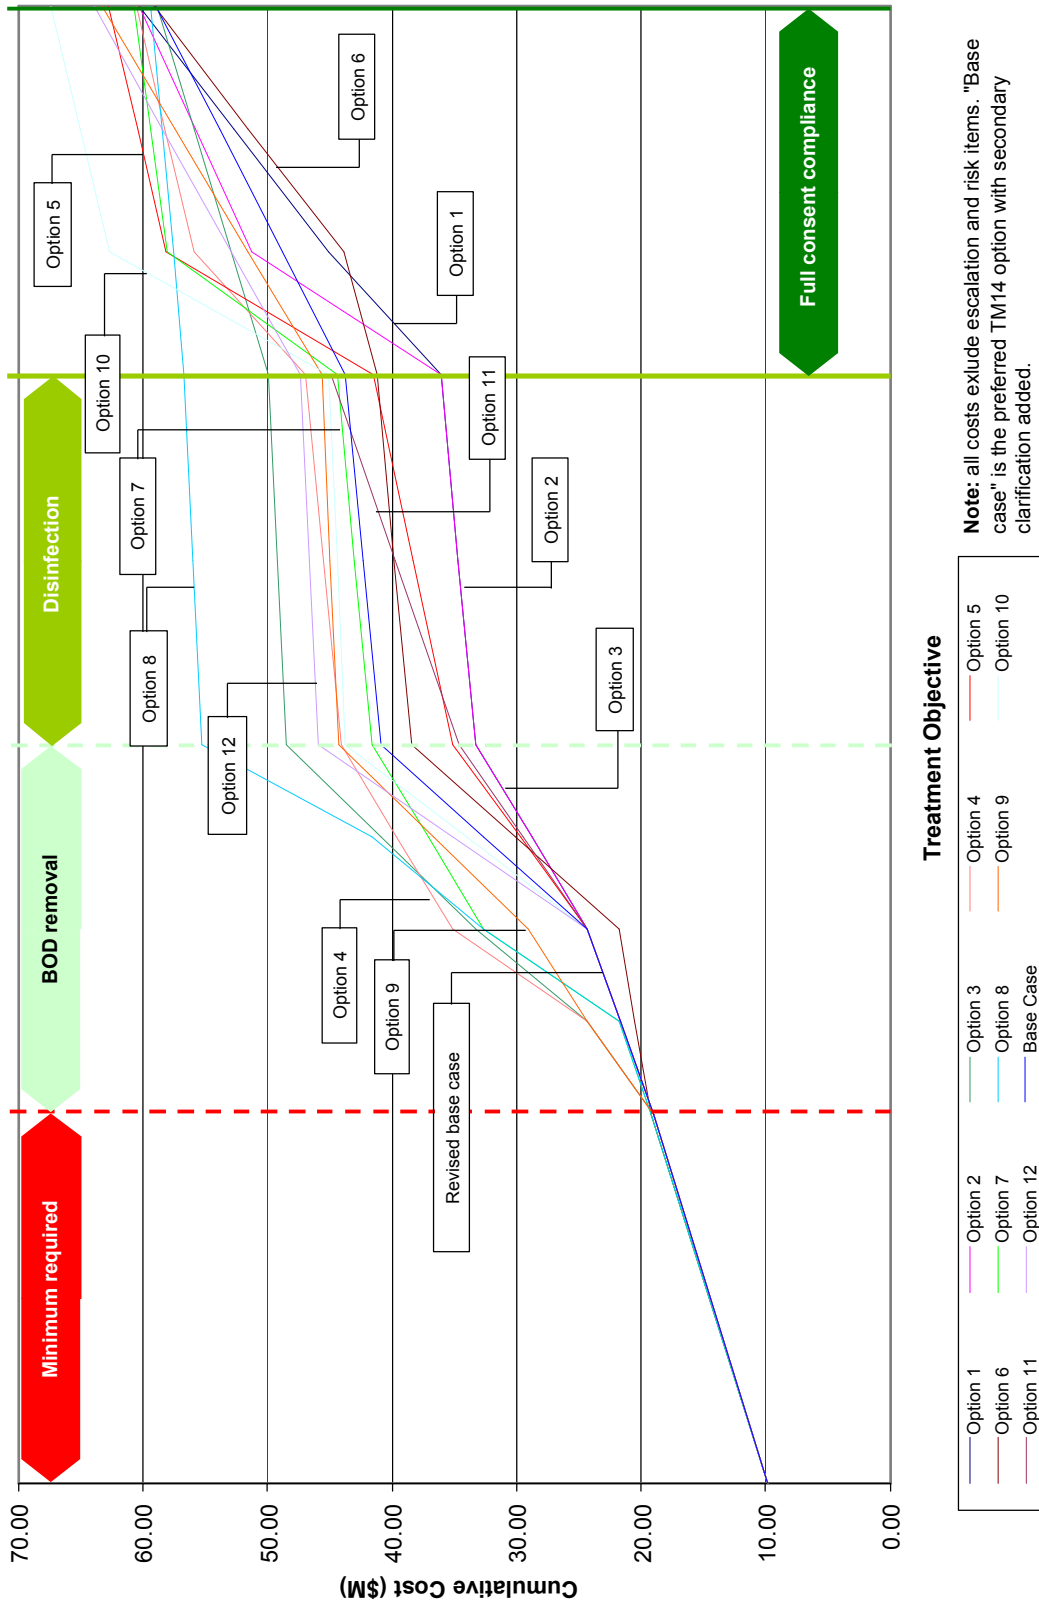 Minimum required
BOD removal
Disinfection
Full consent compliance
Option 5
Option 6
Option 10
Option 1
Option 7
Option 11
Option 8
Option 2
Option 12
Option 3
Option 4
Option 9
Revised base case
70.00
60.00
50.00
40.00
30.00
20.00
10.00
0.00
Cumulative Cost ($M)
Treatment Objective
Option 1
Option 2
Option 3
Option 4
Option 5
Option 6
Option 7
Option 8
Option 9
Option 10
Option 11
Option 12
Base Case
Note: all costs exlude escalation and risk items. "Base
case" is the preferred TM14 option with secondary
clarification added.